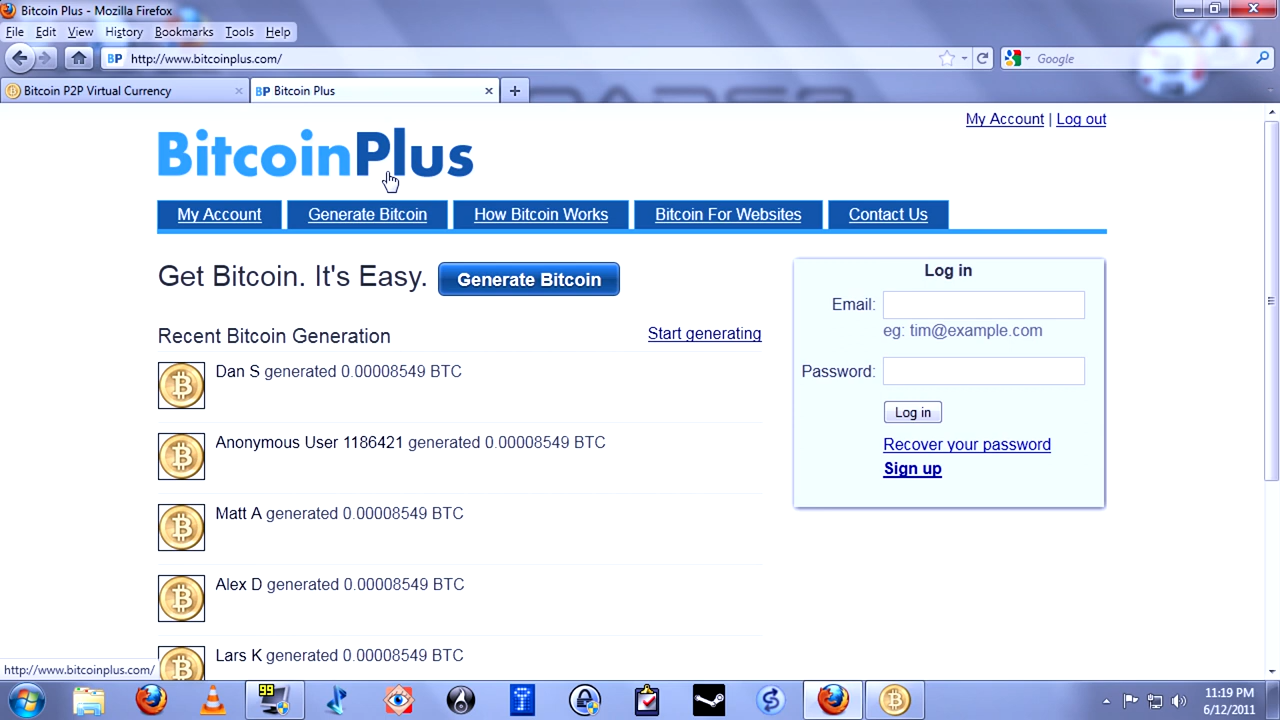 Bitcoin Plus - Mozilla Firefox
File Edit View History Bookmarks Tools Help
BP http://www.bitcoinplus.com/ Google
Bitcoin P2P Virtual Currency BP Bitcoin Plus
My Account | Log out
BitcoinPlus
My Account Generate Bitcoin How Bitcoin Works Bitcoin For Websites Contact Us
Get Bitcoin. It's Easy. Generate Bitcoin
Log in
Email:
eg: tim@example.com
Password:
Log in
Recover your password
Sign up
Recent Bitcoin Generation Start generating
Dan S generated 0.00008549 BTC
Anonymous User 1186421 generated 0.00008549 BTC
Matt A generated 0.00008549 BTC
Alex D generated 0.00008549 BTC
Lars K generated 0.00008549 BTC
http://www.bitcoinplus.com/
99
11:19 PM
6/12/2011